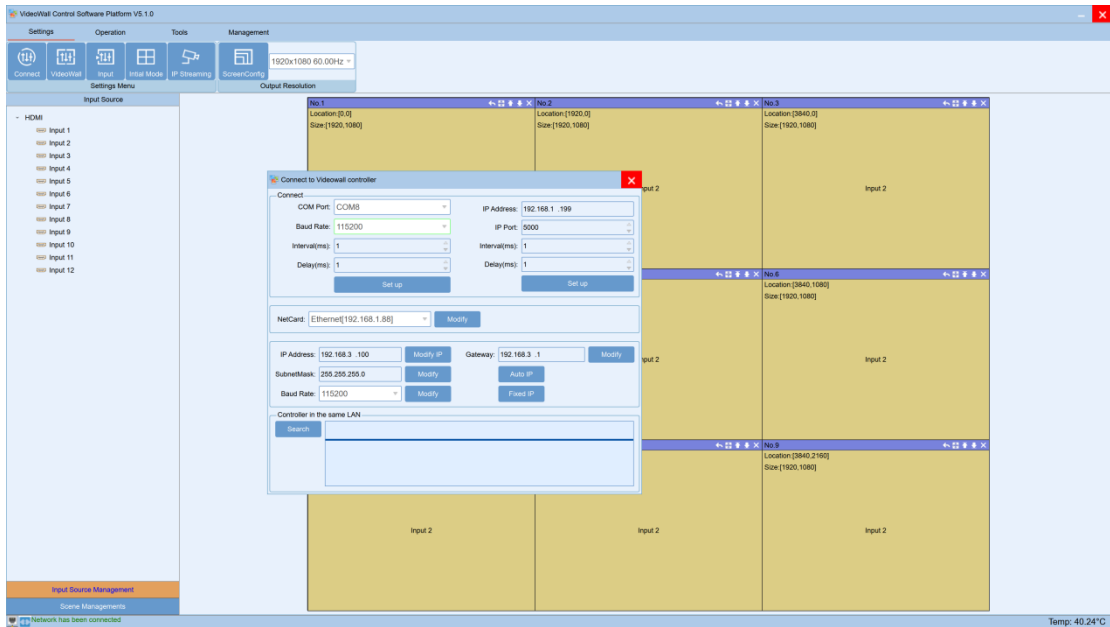 VideoWall Control Software Platform V5.1.0
Settings Operation Tools Management
Connect VideoWall Input Intial Mode IP Streaming ScreenConfig 1920x1080 60.00Hz
Settings Menu Output Resolution
Input Source
- HDMI
Input 1
Input 2
Input 3
Input 4
Input 5
Input 6
Input 7
Input 8
Input 9
Input 10
Input 11
Input 12
Input Source Management
Scene Managements
No.1
Location:[0,0]
Size:[1920,1080]
No.2
Location:[1920,0]
Size:[1920,1080]
No.3
Location:[3840,0]
Size:[1920,1080]
Input 2
No.6
Location:[3840,1080]
Size:[1920,1080]
Input 2
No.9
Location:[3840,2160]
Size:[1920,1080]
Input 2
Input 2
Input 2
Connect to Videowall controller
Connect
COM Port: COM8 IP Address: 192.168.1 .199
Baud Rate: 115200 IP Port: 5000
Interval(ms): 1 Interval(ms): 1
Delay(ms): 1 Delay(ms): 1
Set up Set up
NetCard: Ethernet[192.168.1.88] Modify
IP Address: 192.168.3 .100 Modify IP Gateway: 192.168.3 .1 Modify
SubnetMask: 255.255.255.0 Modify Auto IP
Baud Rate: 115200 Modify Fixed IP
Controller in the same LAN
Search
Network has been connected
Temp: 40.24°C